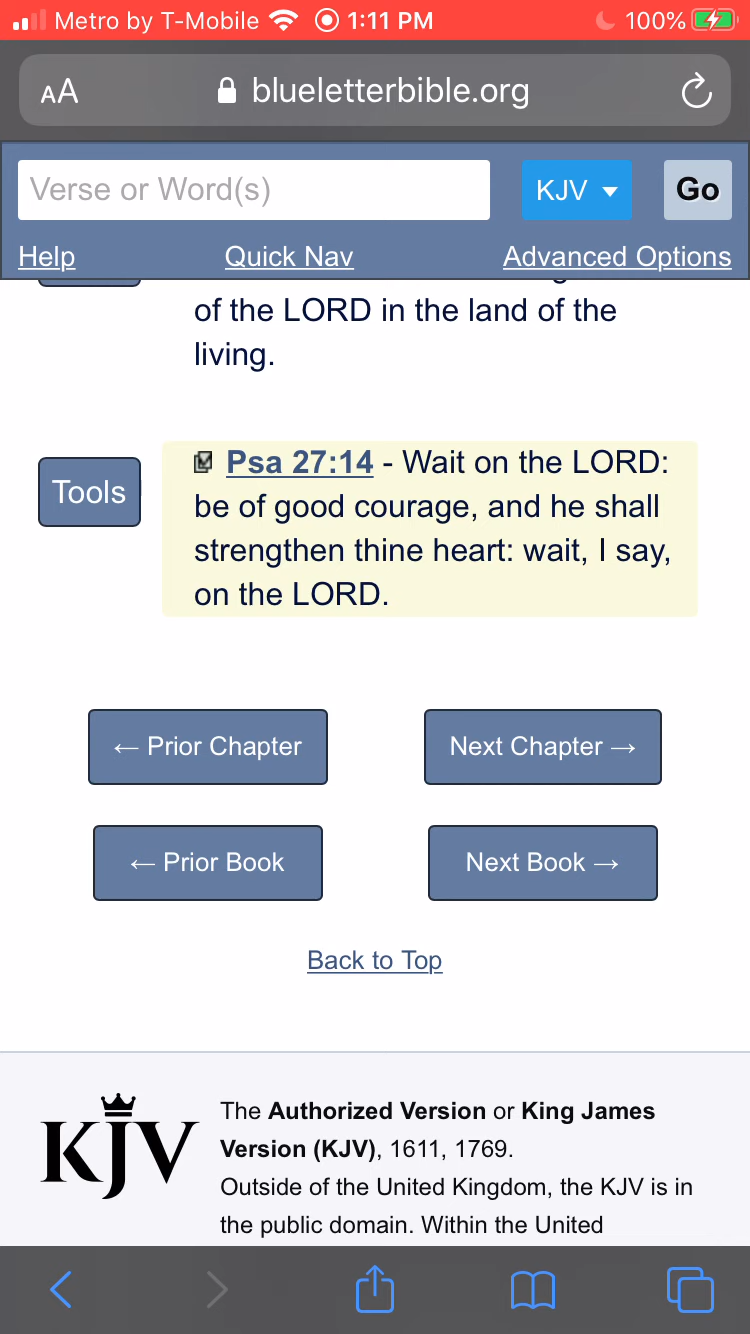 Metro by T-Mobile 1:11 PM 100%
AA blueletterbible.org
Verse or Word(s) KJV Go
Help Quick Nav Advanced Options
of the LORD in the land of the
living.
Tools
Psa 27:14 - Wait on the LORD:
be of good courage, and he shall
strengthen thine heart: wait, I say,
on the LORD.
← Prior Chapter Next Chapter →
← Prior Book Next Book →
Back to Top
KJV
The Authorized Version or King James
Version (KJV), 1611, 1769.
Outside of the United Kingdom, the KJV is in
the public domain. Within the United